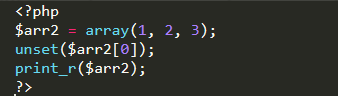 <?php
$arr2 = array(1, 2, 3);
unset($arr2[0]);
print_r($arr2);
?>